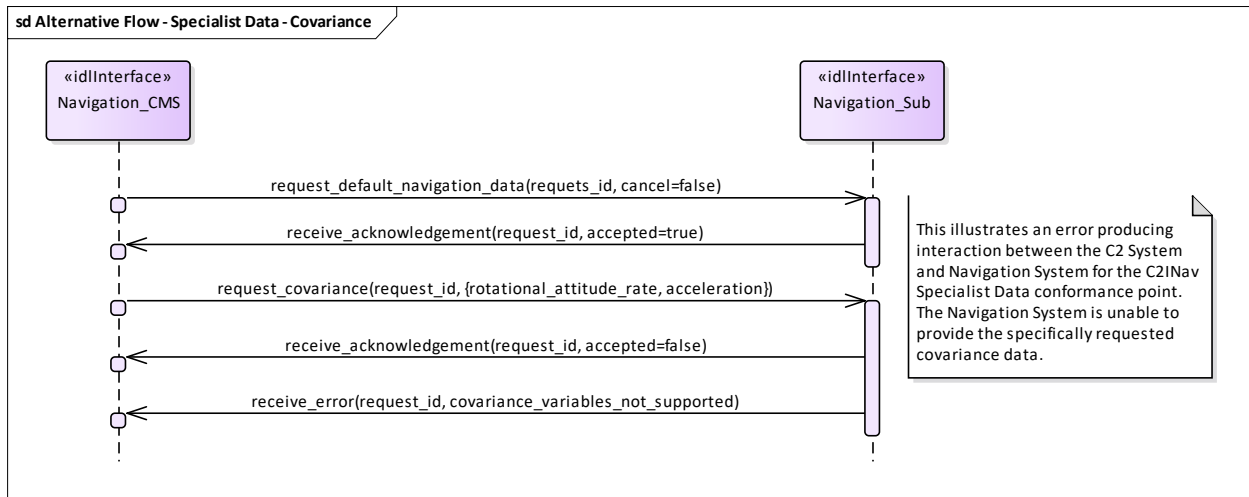 sd Alternative Flow - Specialist Data - Covariance
«idlInterface»
Navigation_CMS
«idlInterface»
Navigation_Sub
request_default_navigation_data(requets_id, cancel=false)
receive_acknowledgement(request_id, accepted=true)
request_covariance(request_id, {rotational_attitude_rate, acceleration})
receive_acknowledgement(request_id, accepted=false)
receive_error(request_id, covariance_variables_not_supported)
This illustrates an error producing
interaction between the C2 System
and Navigation System for the C2INav
Specialist Data conformance point.
The Navigation System is unable to
provide the specifically requested
covariance data.